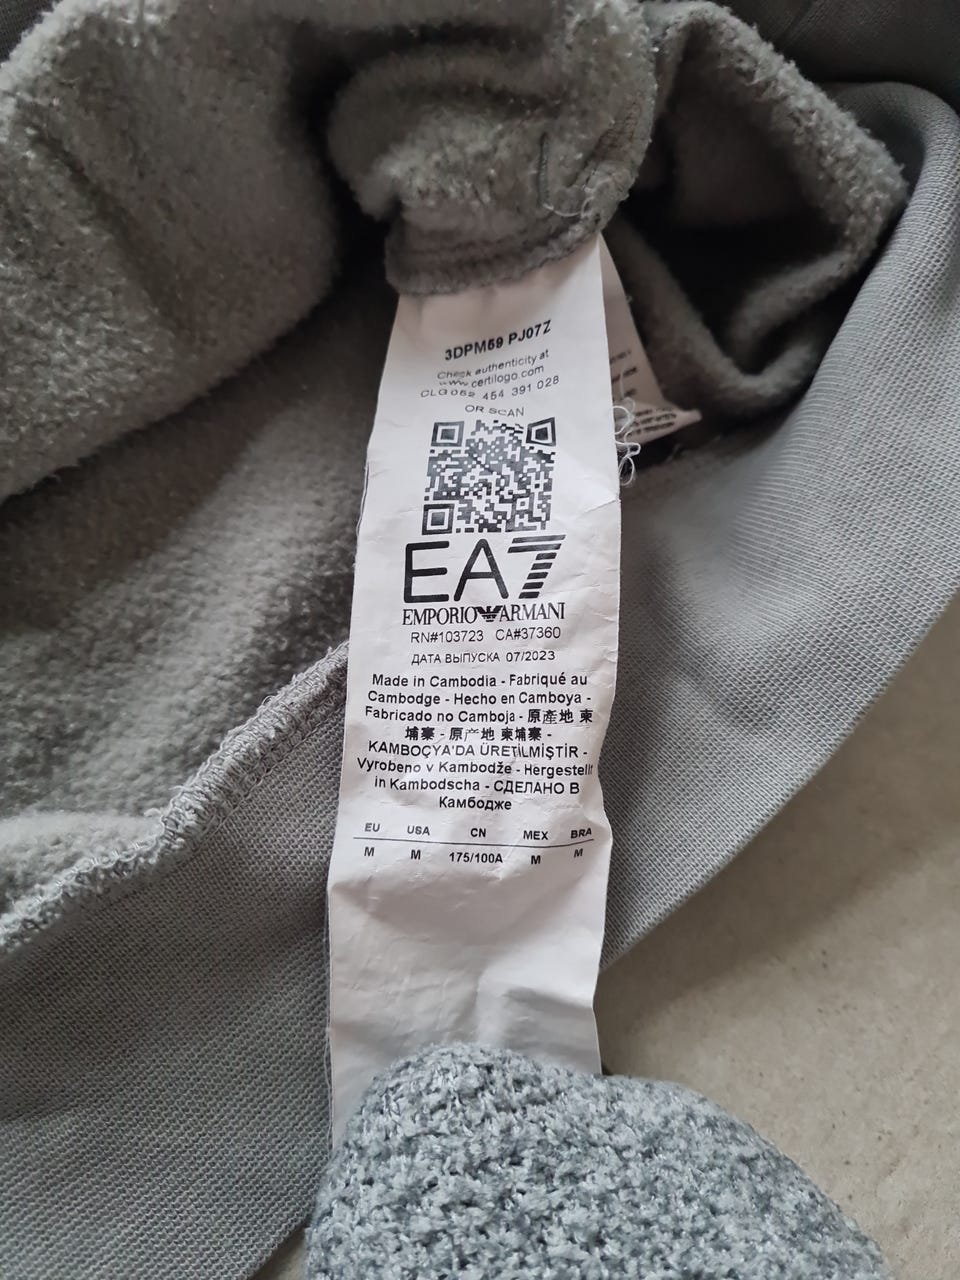 3DPM59 PJ07Z
Check authenticity at
www.certilogo.com
CLG 052 454 391 028
OR SCAN
EA7
EMPORIO ARMANI
RN#103723 CA#37360
ДАТА ВЫПУСКА 07/2023
Made in Cambodia - Fabriqué au
Cambodge - Hecho en Camboya -
Fabricado no Camboja - 原產地 柬
埔寨 - 原产地 柬埔寨 -
KAMBOÇYA'DA ÜRETİLMİŞTİR -
Vyrobeno v Kambodže - Hergestellt
in Kambodscha - СДЕЛАНО В
Камбодже
EU USA CN MEX BRA
M M 175/100A M M